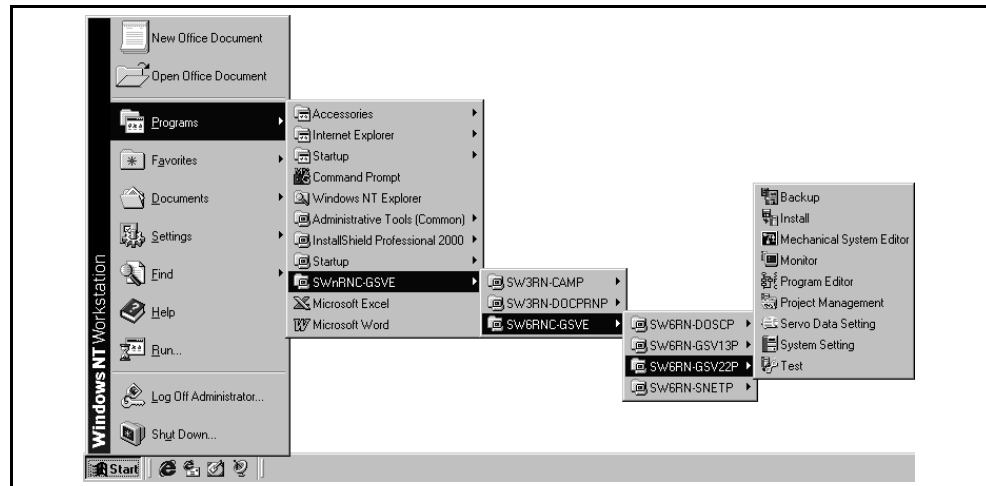 New Office Document
Open Office Document
Programs
Favorites
Documents
Settings
Find
Help
Run...
Log Off Administrator...
Shut Down...
Windows NT Workstation
Start
Accessories
Internet Explorer
Startup
Command Prompt
Windows NT Explorer
Administrative Tools (Common)
InstallShield Professional 2000
Startup
SWnRNC-GSVE
Microsoft Excel
Microsoft Word
SW3RN-CAMP
SW3RN-DOCPRNP
SW6RNC-GSVE
SW6RN-DOSCP
SW6RN-GSV13P
SW6RN-GSV22P
SW6RN-SNETP
Backup
Install
Mechanical System Editor
Monitor
Program Editor
Project Management
Servo Data Setting
System Setting
Test